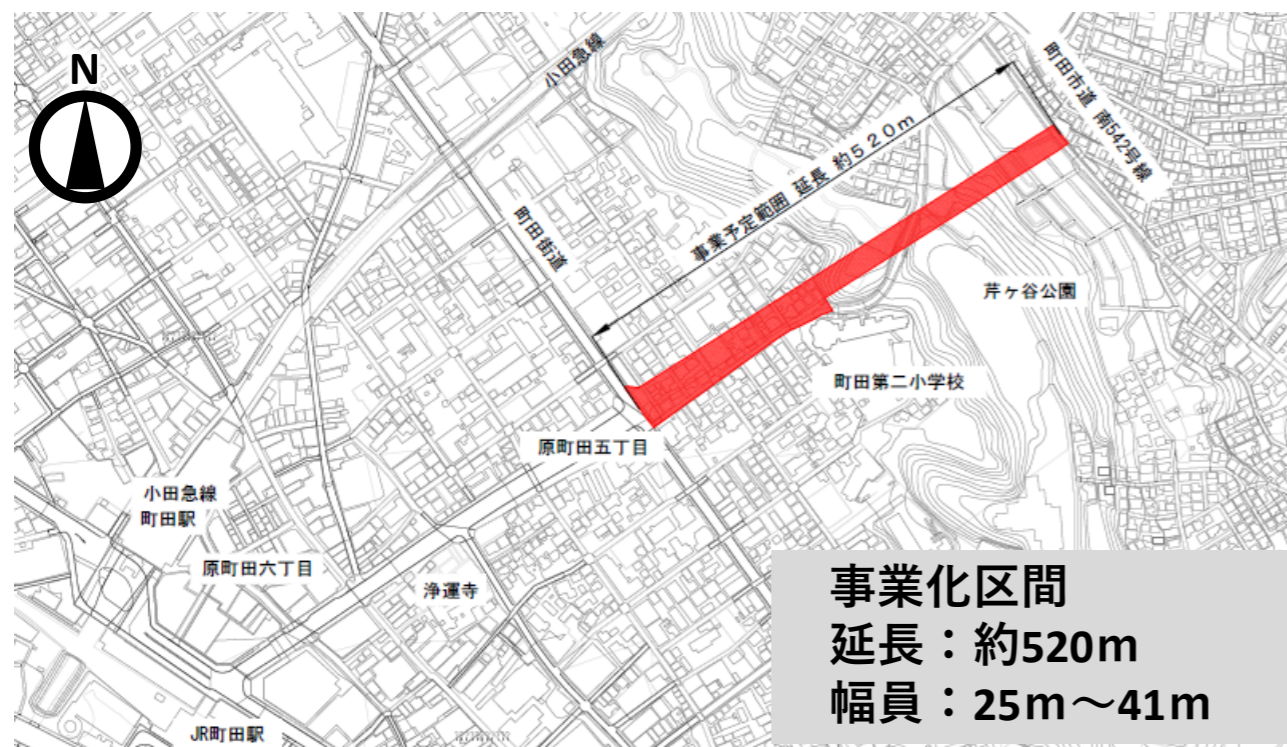 N
小田急線
町田市道 南542号線
事業予定範囲 延長 約520m
町田街道
芹ヶ谷公園
町田第二小学校
原町田五丁目
小田急線
町田駅
原町田六丁目
浄運寺
JR町田駅
事業化区間
延長:約520m
幅員:25m～41m